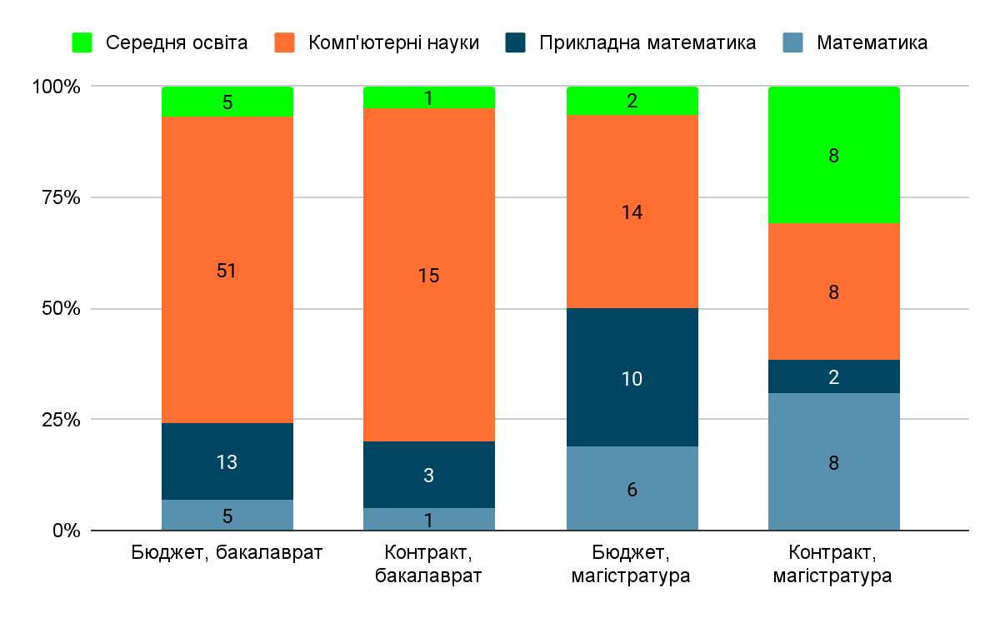 Середня освіта Комп'ютерні науки Прикладна математика Математика
100%
75%
50%
25%
0%
5 1 2 8
51 15 14 8
13 3 10 2
5 1 6 8
Бюджет, бакалаврат
Контракт,
бакалаврат
Бюджет,
магістратура
Контракт,
магістратура